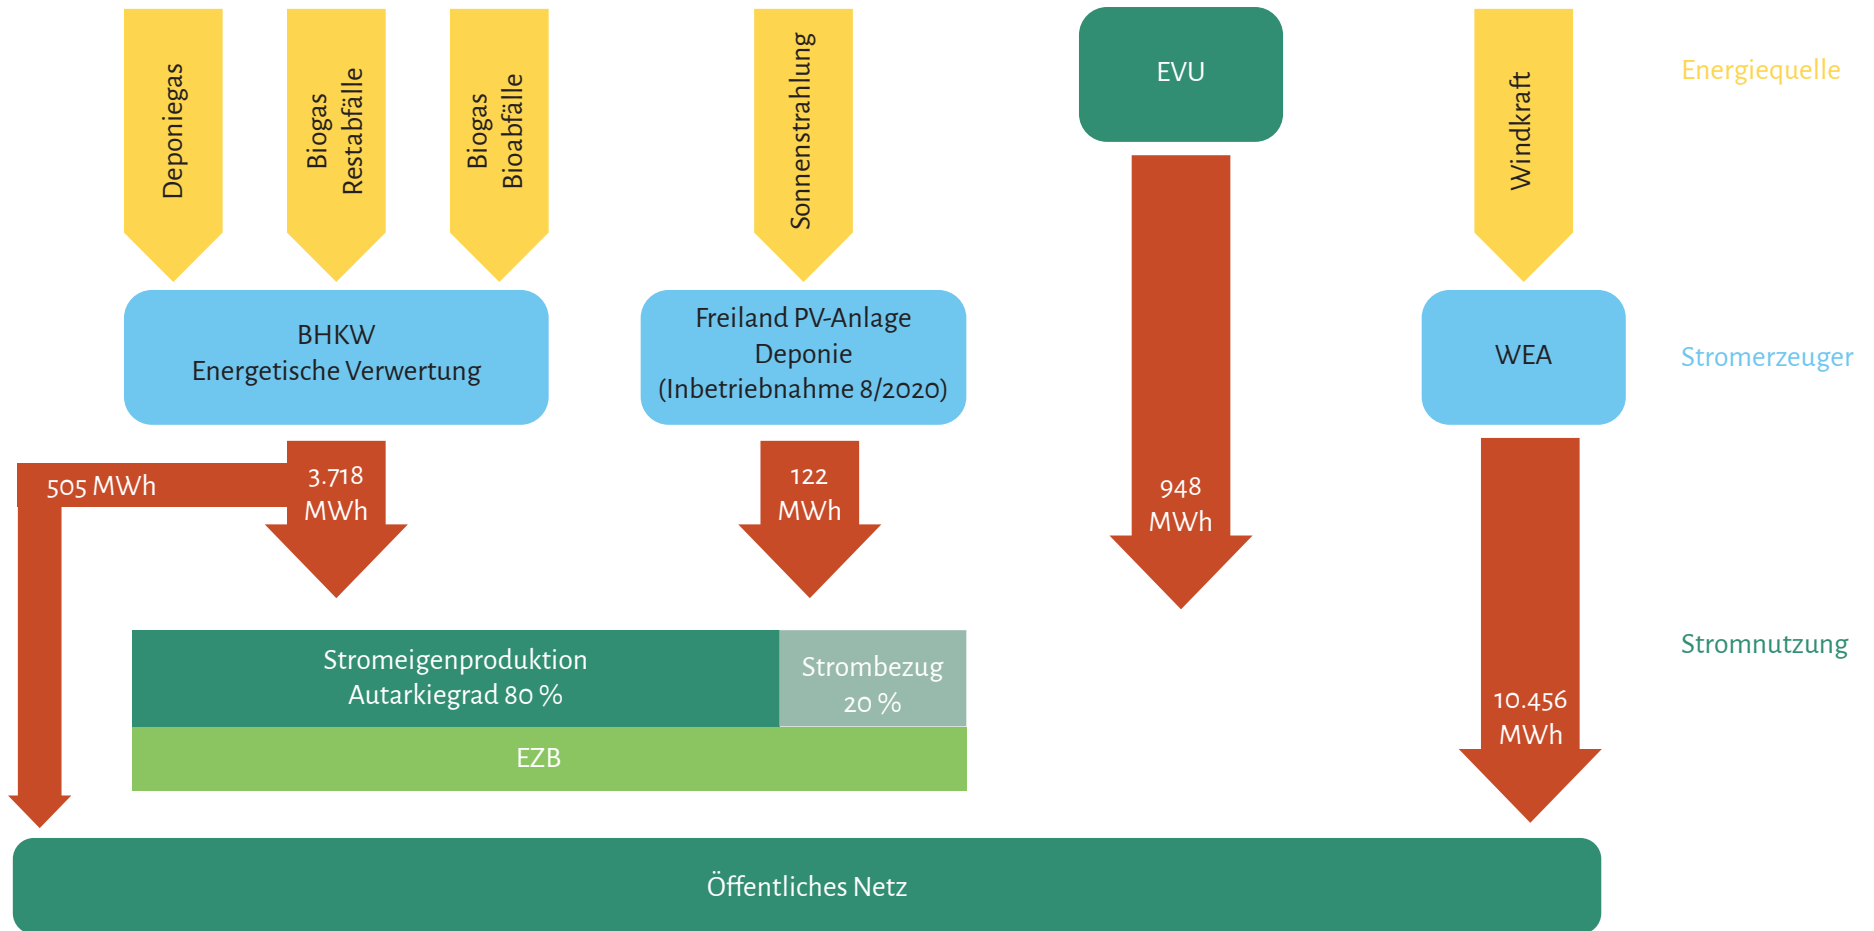 Deponiegas
Biogas
Restabfälle
Biogas
Bioabfälle
Sonnenstrahlung
EVU
Windkraft
Energiequelle
BHKW
Energetische Verwertung
Freiland PV-Anlage
Deponie
(Inbetriebnahme 8/2020)
WEA
Stromerzeuger
505 MWh
3.718
MWh
122
MWh
948
MWh
10.456
MWh
Stromeigenproduktion
Autarkiegrad 80 %
Strombezug
20 %
Stromnutzung
EZB
Öffentliches Netz